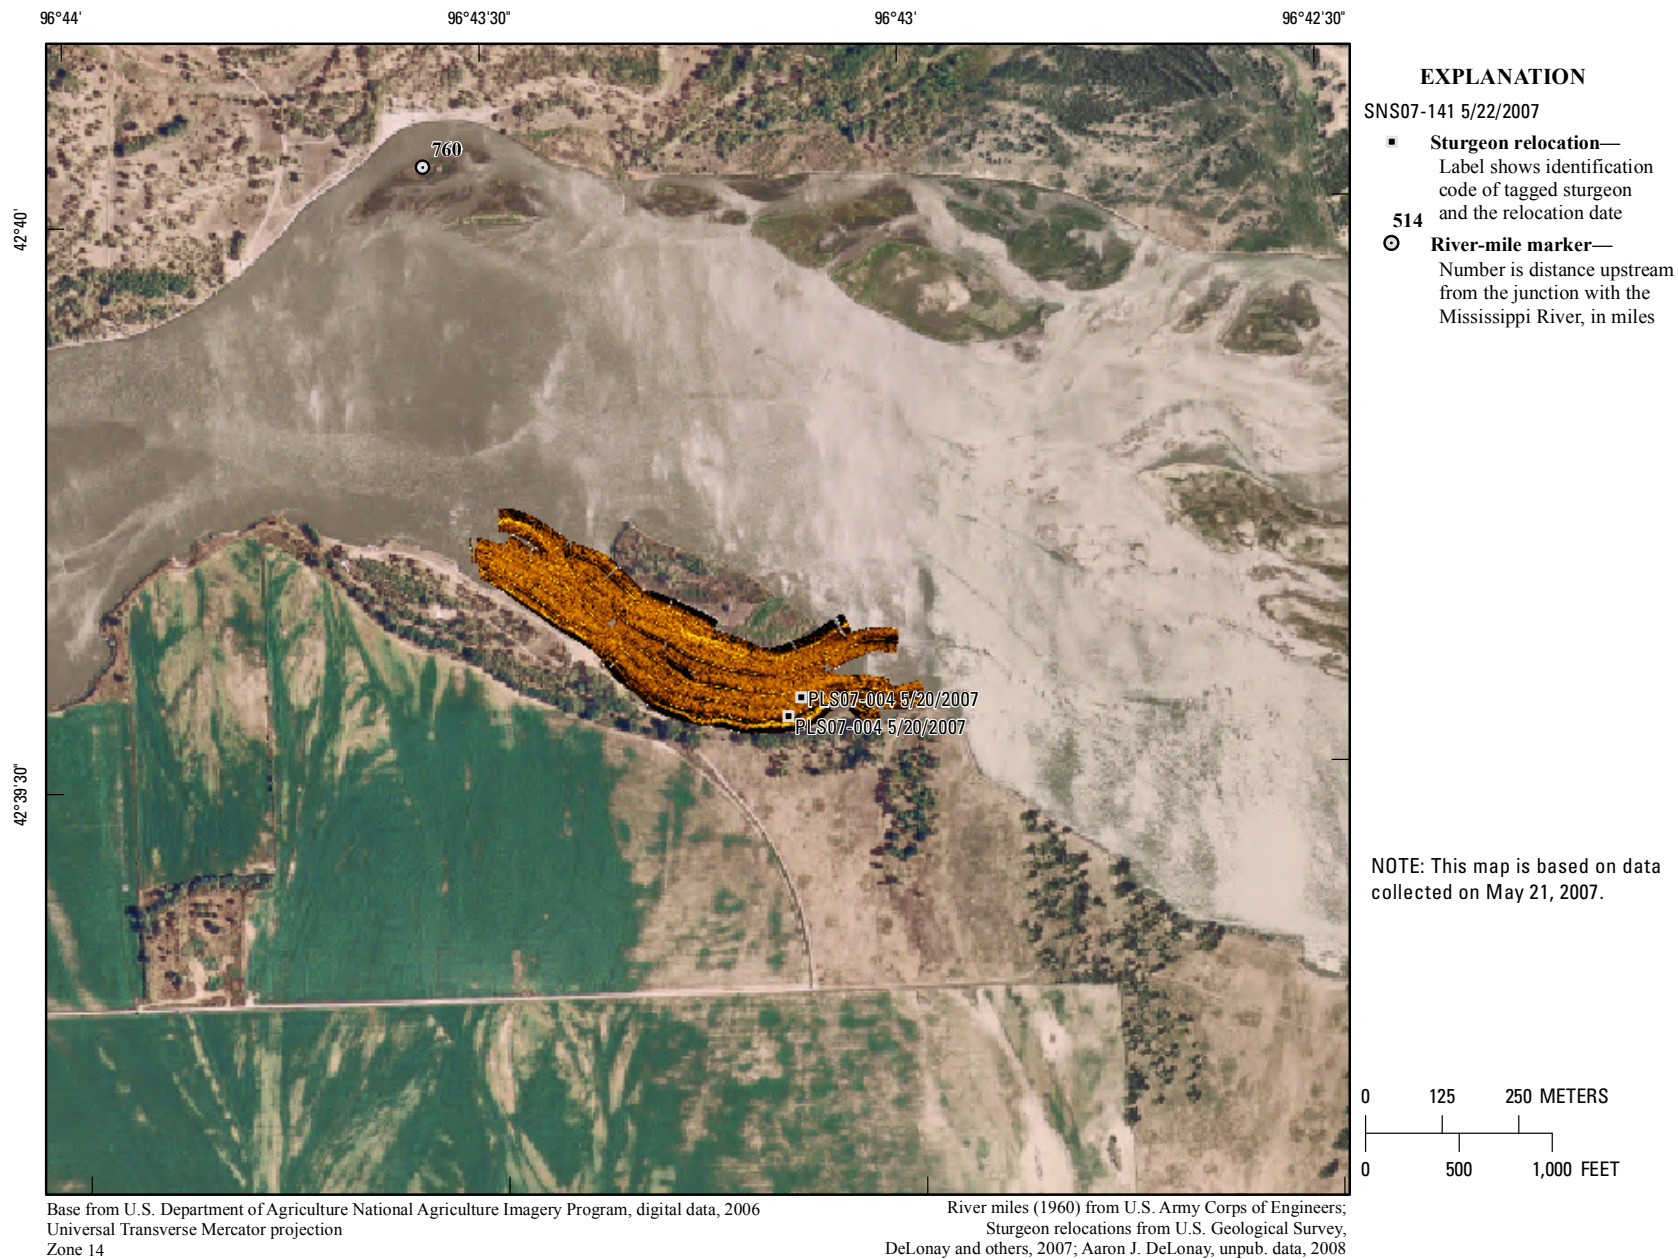 96°44'
96°43'30"
96°43'
96°42'30"
42°40'
42°39'30"
760
PLS07-004 5/20/2007
PLS07-004 5/20/2007
EXPLANATION
SNS07-141 5/22/2007
Sturgeon relocation—
Label shows identification
code of tagged sturgeon
and the relocation date
514
River-mile marker—
Number is distance upstream
from the junction with the
Mississippi River, in miles
NOTE: This map is based on data
collected on May 21, 2007.
0 125 250 METERS
0 500 1,000 FEET
Base from U.S. Department of Agriculture National Agriculture Imagery Program, digital data, 2006
Universal Transverse Mercator projection
Zone 14
River miles (1960) from U.S. Army Corps of Engineers;
Sturgeon relocations from U.S. Geological Survey,
DeLonay and others, 2007; Aaron J. DeLonay, unpub. data, 2008